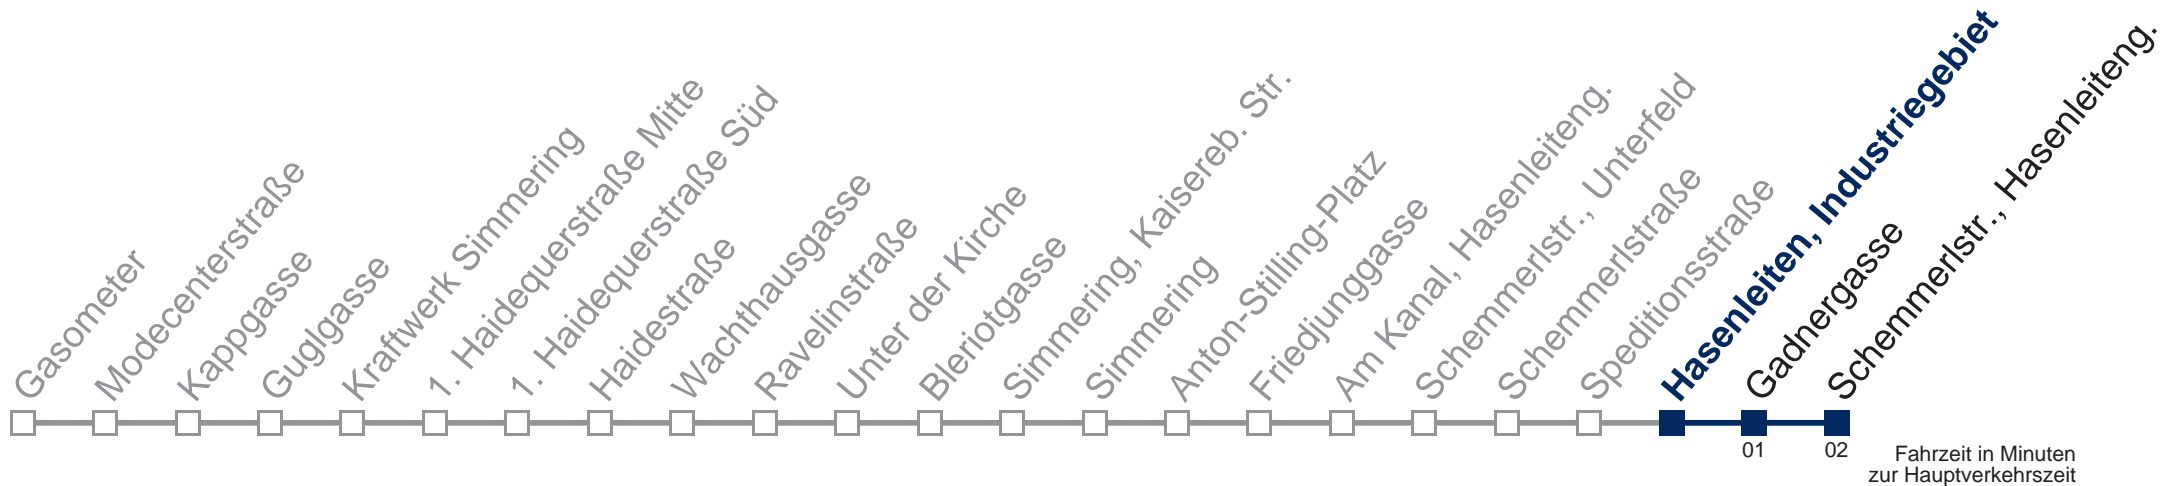 Gasometer
Modecenterstraße
Kappgasse
Guglgasse
Kraftwerk Simmering
1. Haidequerstraße Mitte
1. Haidequerstraße Süd
Haidestraße
Wachthausgasse
Ravelinstraße
Unter der Kirche
Bleriotgasse
Simmering, Kaisereb. Str.
Simmering
Anton-Stilling-Platz
Friedjunggasse
Am Kanal, Hasenleiteng.
Schemmerlstr., Unterfeld
Schemmerlstraße
Speditionsstraße
Hasenleiten, Industriegebiet
Gadnergasse
Schemmerlstr., Hasenleiteng.
01
02
Fahrzeit in Minuten
zur Hauptverkehrszeit